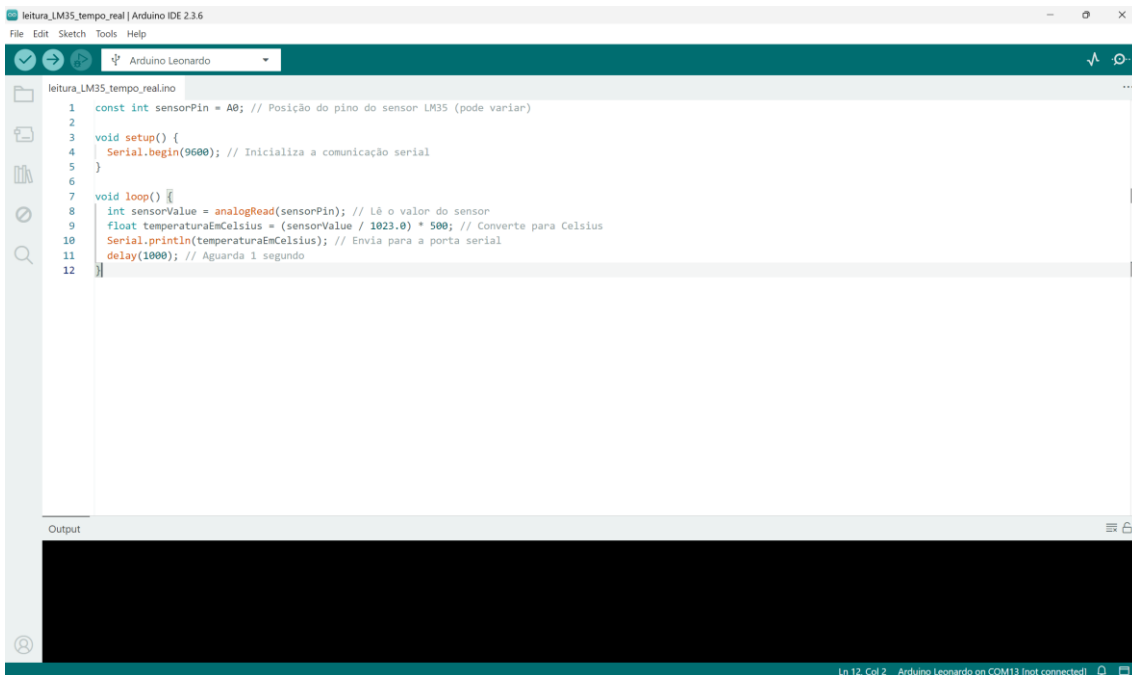 leitura_LM35_tempo_real | Arduino IDE 2.3.6
File Edit Sketch Tools Help
Arduino Leonardo
leitura_LM35_tempo_real.ino
1 const int sensorPin = A0; // Posição do pino do sensor LM35 (pode variar)
2
3 void setup() {
4 Serial.begin(9600); // Inicializa a comunicação serial
5 }
6
7 void loop() {
8 int sensorValue = analogRead(sensorPin); // Lê o valor do sensor
9 float temperaturaEmCelsius = (sensorValue / 1023.0) * 500; // Converte para Celsius
10 Serial.println(temperaturaEmCelsius); // Envia para a porta serial
11 delay(1000); // Aguarda 1 segundo
12 }
Output
Ln 12, Col 2 Arduino Leonardo on COM13 [not connected]